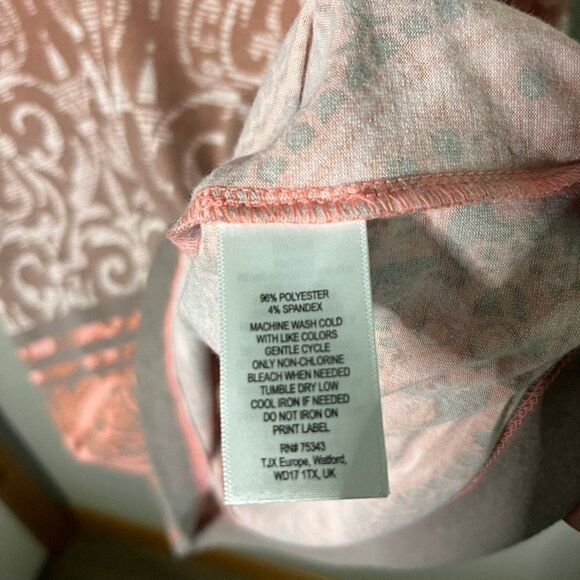 96% POLYESTER
4% SPANDEX
MACHINE WASH COLD
WITH LIKE COLORS
GENTLE CYCLE
ONLY NON-CHLORINE
BLEACH WHEN NEEDED
TUMBLE DRY LOW
COOL IRON IF NEEDED
DO NOT IRON ON
PRINT LABEL
RN# 75343
TJX Europe, Watford,
WD17 1TX, UK